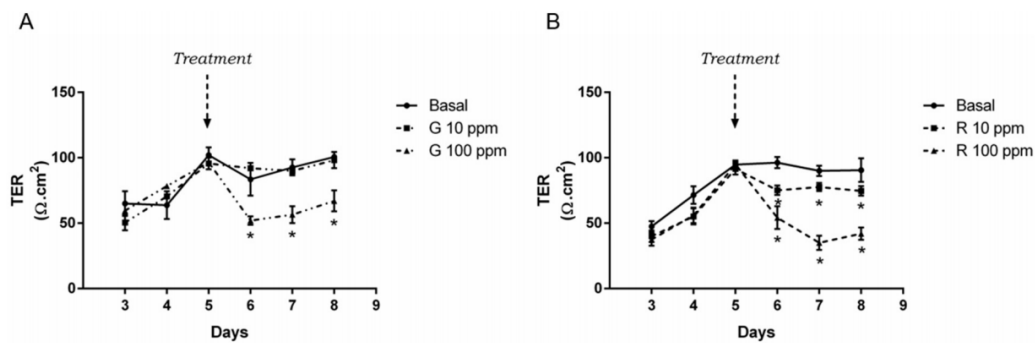 A
Treatment
150
100
50
0
TER
(Ω.cm²)
3 4 5 6 7 8 9
Days
Basal
G 10 ppm
G 100 ppm
* * *
B
Treatment
150
100
50
0
TER
(Ω.cm²)
3 4 5 6 7 8 9
Days
Basal
R 10 ppm
R 100 ppm
* * *
* * *